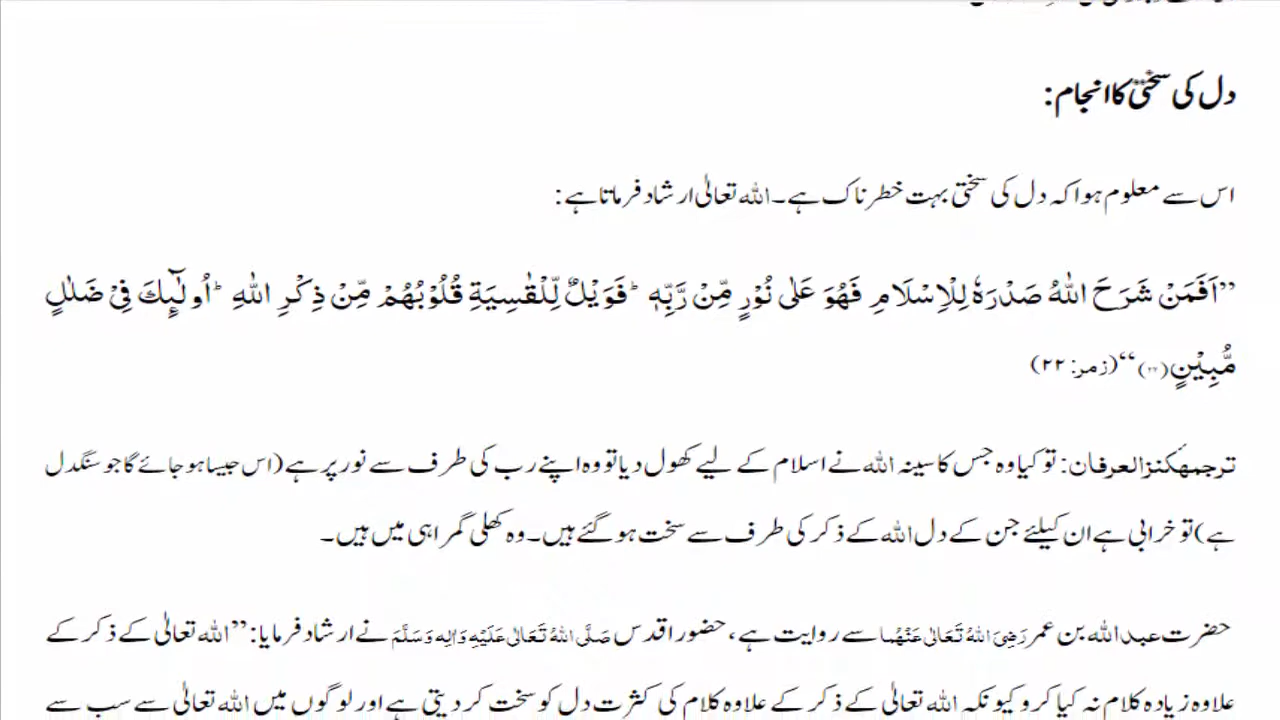 دل کی سختی کا انجام:
اس سے معلوم ہوا کہ دل کی سختی بہت خطرناک ہے۔ اللہ تعالیٰ ارشاد فرماتا ہے:
”اَفَمَنْ شَرَحَ اللّٰهُ صَدْرَهٗ لِلْاِسْلَامِ فَهُوَ عَلٰى نُوْرٍ مِّنْ رَّبِّهٖؕ-فَوَیْلٌ لِّلْقٰسِیَةِ قُلُوْبُهُمْ مِّنْ ذِكْرِ اللّٰهِؕ-اُولٰٓىٕكَ فِیْ ضَلٰلٍ
مُّبِیْنٍ(۲۲)“ (زمر: ۲۲)
ترجمۂ کنزالعرفان: تو کیا وہ جس کا سینہ اللہ نے اسلام کے لیے کھول دیا تو وہ اپنے رب کی طرف سے نور پر ہے (اس جیسا ہو جائے گا جو سنگدل
ہے) تو خرابی ہے ان کیلئے جن کے دل اللہ کے ذکر کی طرف سے سخت ہو گئے ہیں۔ وہ کھلی گمراہی میں ہیں۔
حضرت عبداللہ بن عمر رَضِیَ اللّٰهُ تَعَالٰی عَنْهُمَا سے روایت ہے، حضور اقدس صَلَّی اللّٰهُ تَعَالٰی عَلَیْهِ وَاٰلِهٖ وَسَلَّمَ نے ارشاد فرمایا: ”اللہ تعالیٰ کے ذکر کے
علاوہ زیادہ کلام نہ کیا کرو کیونکہ اللہ تعالیٰ کے ذکر کے علاوہ کلام کی کثرت دل کو سخت کر دیتی ہے اور لوگوں میں اللہ تعالیٰ سے سب سے